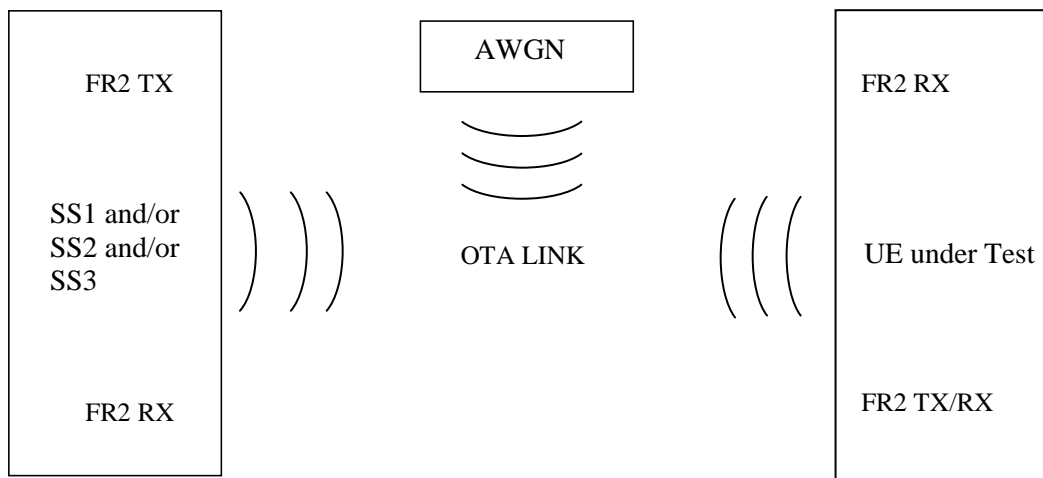 FR2 TX
SS1 and/or
SS2 and/or
SS3
FR2 RX
AWGN
OTA LINK
FR2 RX
UE under Test
FR2 TX/RX